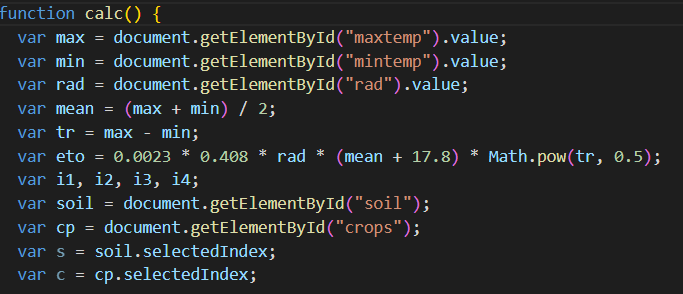 function calc() {
var max = document.getElementById("maxtemp").value;
var min = document.getElementById("mintemp").value;
var rad = document.getElementById("rad").value;
var mean = (max + min) / 2;
var tr = max - min;
var eto = 0.0023 * 0.408 * rad * (mean + 17.8) * Math.pow(tr, 0.5);
var i1, i2, i3, i4;
var soil = document.getElementById("soil");
var cp = document.getElementById("crops");
var s = soil.selectedIndex;
var c = cp.selectedIndex;